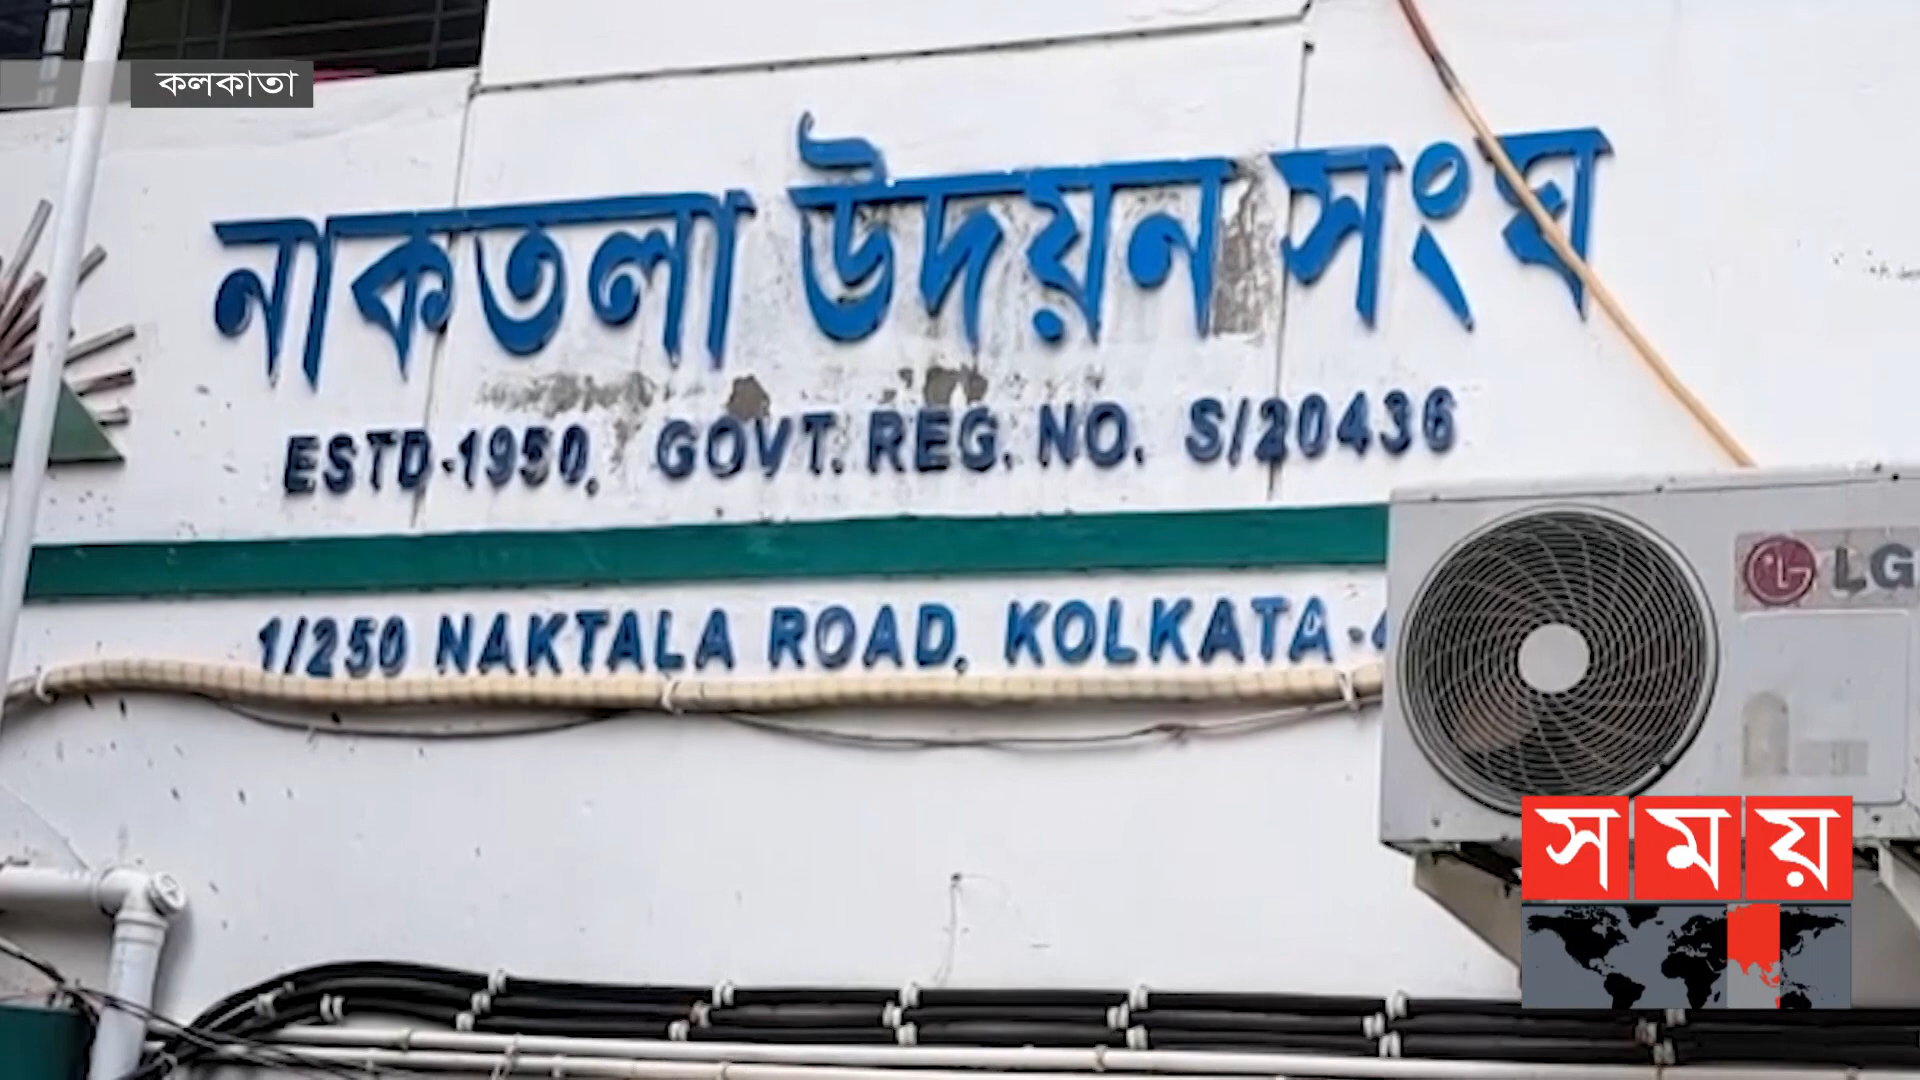 কলকাতা
নাকতলা উদয়ন সংঘ
ESTD-1950, GOVT. REG. NO. S/20436
1/250 NAKTALA ROAD, KOLKATA -
LG
সময়